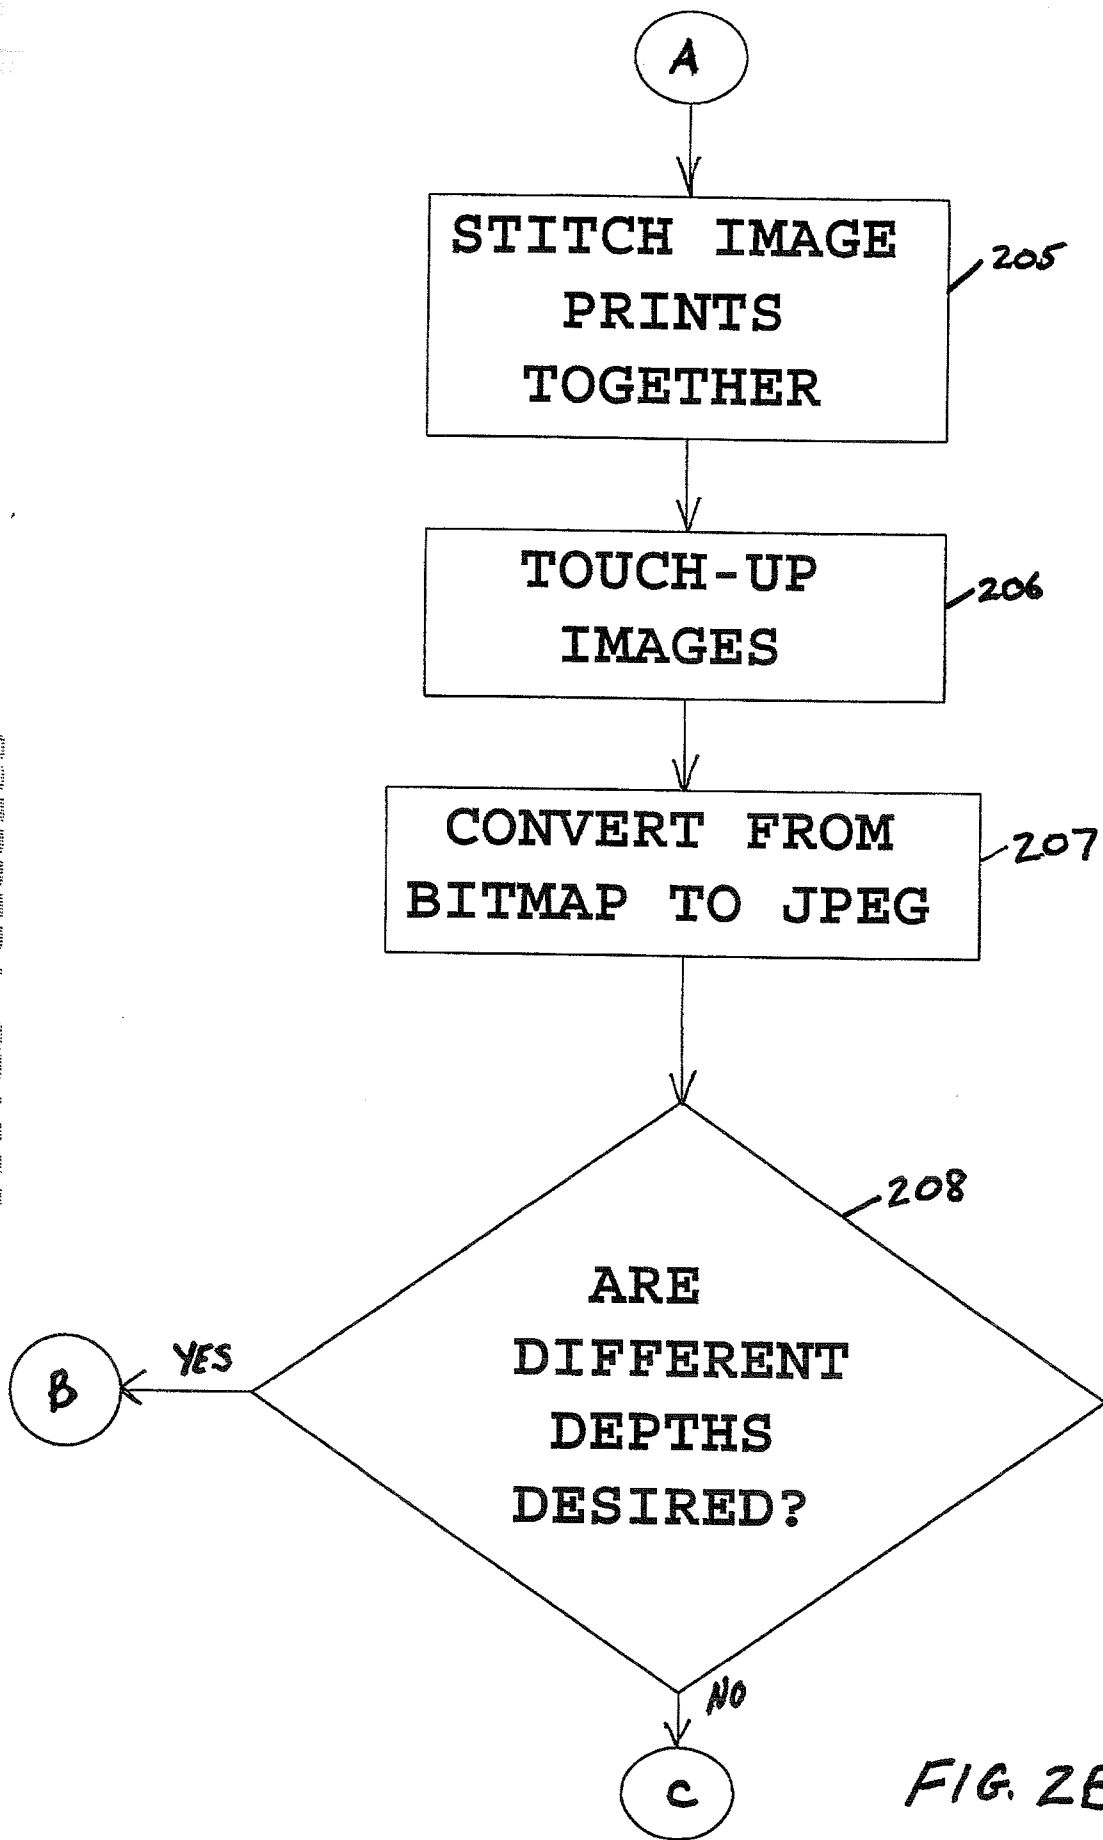 A
STITCH IMAGE
PRINTS
TOGETHER
205
TOUCH-UP
IMAGES
206
CONVERT FROM
BITMAP TO JPEG
207
208
ARE
DIFFERENT
DEPTHS
DESIRED?
YES
B
NO
C
FIG. 2B